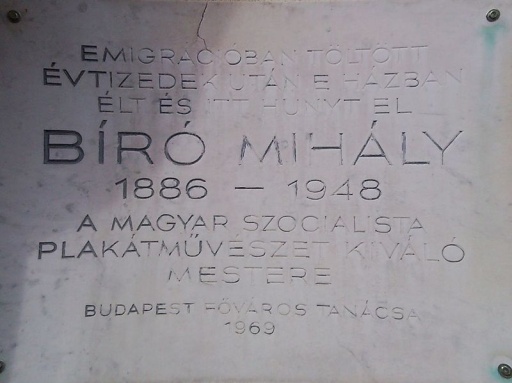 EMIGRÁCIÓBAN TÖLTÖTT
ÉVTIZEDEK UTÁN E HÁZBAN
ÉLT ÉS ITT HUNYT EL
BÍRÓ MIHÁLY
1886 — 1948
A MAGYAR SZOCIALISTA
PLAKÁTMŰVÉSZET KIVÁLÓ
MESTERE
BUDAPEST FŐVÁROS TANÁCSA
1969